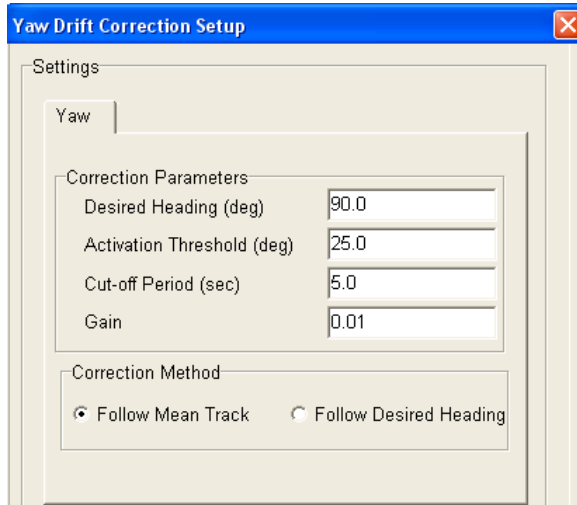 Yaw Drift Correction Setup
Settings
Yaw
Correction Parameters
Desired Heading (deg) 90.0
Activation Threshold (deg) 25.0
Cut-off Period (sec) 5.0
Gain 0.01
Correction Method
Follow Mean Track Follow Desired Heading